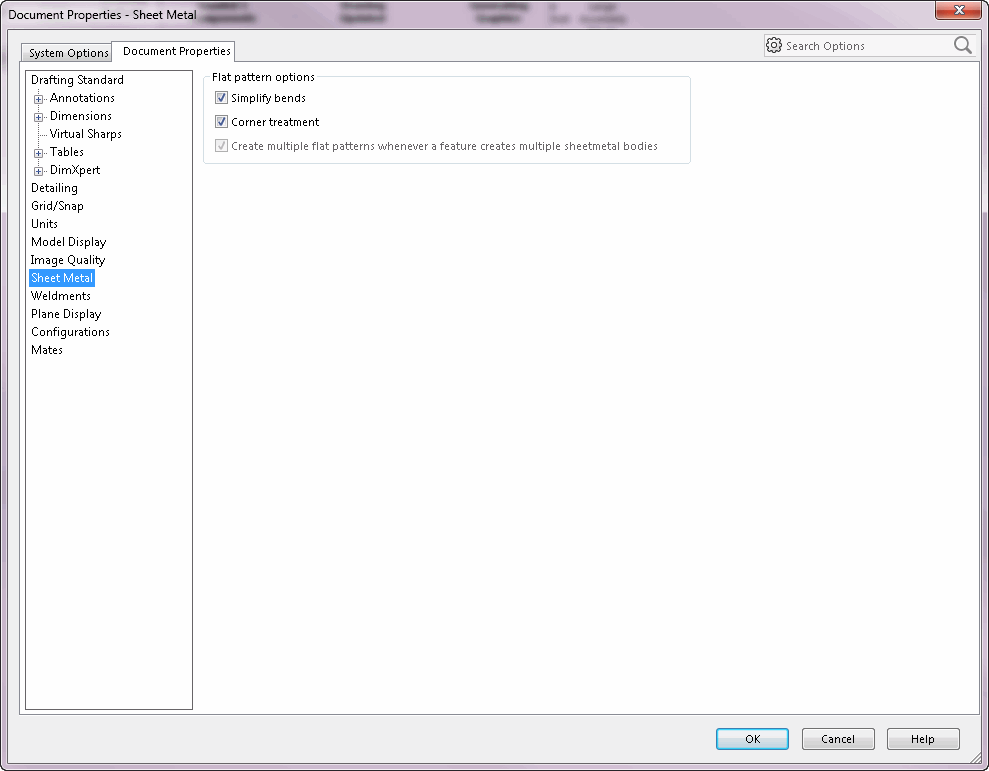 Document Properties - Sheet Metal
System Options
Document Properties
Search Options
Drafting Standard
Annotations
Dimensions
Virtual Sharps
Tables
DimXpert
Detailing
Grid/Snap
Units
Model Display
Image Quality
Sheet Metal
Weldments
Plane Display
Configurations
Mates
Flat pattern options
Simplify bends
Corner treatment
Create multiple flat patterns whenever a feature creates multiple sheetmetal bodies
OK
Cancel
Help